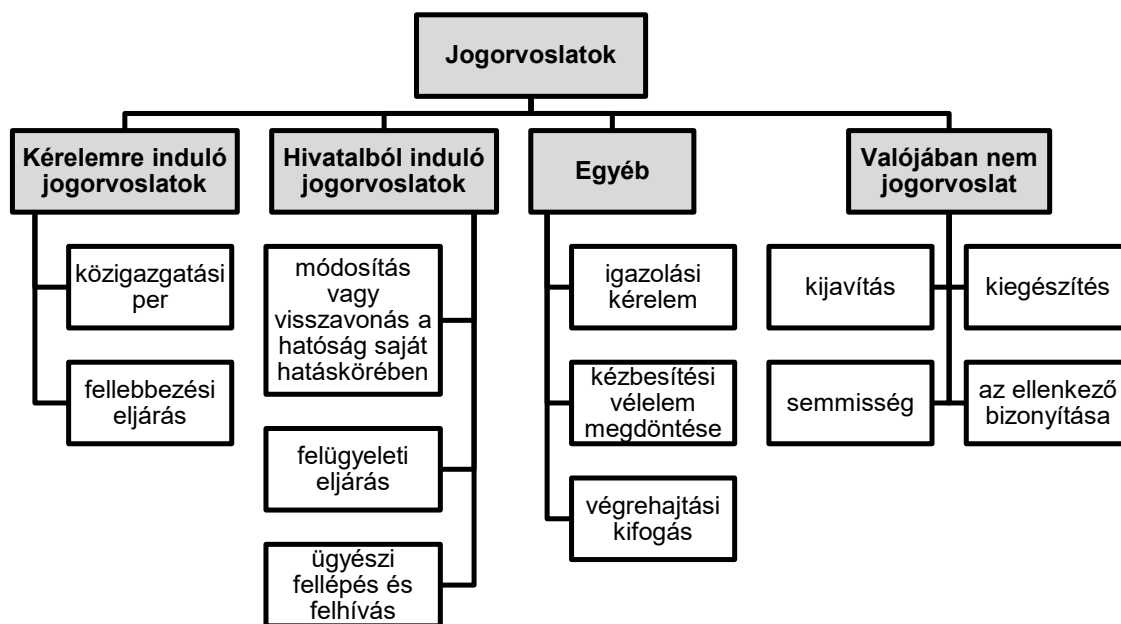 Jogorvoslatok
Kérelemre induló
jogorvoslatok
közigazgatási
per
fellebbezési
eljárás
Hivatalból induló
jogorvoslatok
módosítás
vagy
visszavonás a
hatóság saját
hatáskörében
felügyeleti
eljárás
ügyészi
fellépés és
felhívás
Egyéb
igazolási
kérelem
kézbesítési
vélelem
megdöntése
végrehajtási
kifogás
Valójában nem
jogorvoslat
kijavítás
kiegészítés
semmisség
az ellenkező
bizonyítása